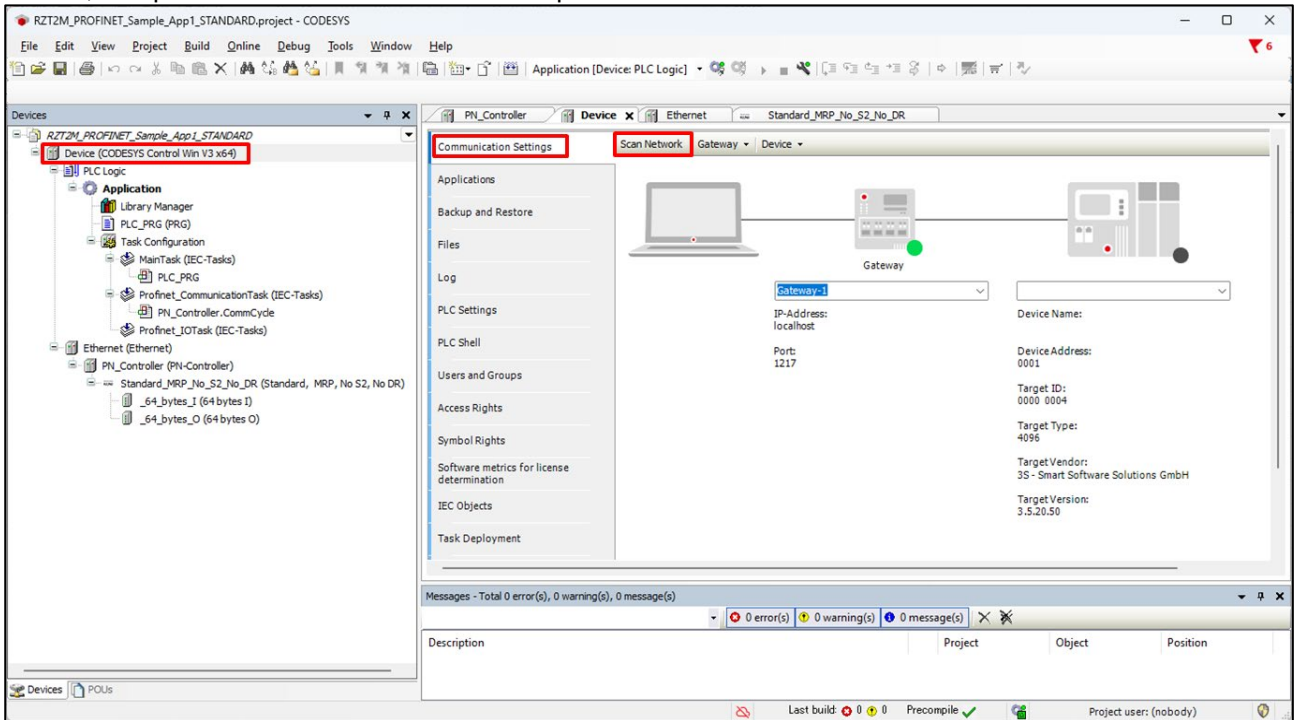 RZT2M_PROFINET_Sample_App1_STANDARD.project - CODESYS
File Edit View Project Build Online Debug Tools Window Help
6
Application [Device: PLC Logic]
Devices
PN_Controller Device Ethernet Standard_MRP_No_S2_No_DR
RZT2M_PROFINET_Sample_App1_STANDARD
Device (CODESYS Control Win V3 x64)
PLC Logic
Application
Library Manager
PLC_PRG (PRG)
Task Configuration
MainTask (IEC-Tasks)
PLC_PRG
Profinet_CommunicationTask (IEC-Tasks)
PN_Controller.CommCycle
Profinet_IOTask (IEC-Tasks)
Ethernet (Ethernet)
PN_Controller (PN-Controller)
Standard_MRP_No_S2_No_DR (Standard, MRP, No S2, No DR)
_64_bytes_I (64 bytes I)
_64_bytes_O (64 bytes O)
Devices POUs
Communication Settings
Applications
Backup and Restore
Files
Log
PLC Settings
PLC Shell
Users and Groups
Access Rights
Symbol Rights
Software metrics for license
determination
IEC Objects
Task Deployment
Scan Network Gateway Device
Gateway
Gateway-1
IP-Address:
localhost
Port:
1217
Device Name:
Device Address:
0001
Target ID:
0000 0004
Target Type:
4096
Target Vendor:
3S - Smart Software Solutions GmbH
Target Version:
3.5.20.50
Messages - Total 0 error(s), 0 warning(s), 0 message(s)
0 error(s) 0 warning(s) 0 message(s)
Description Project Object Position
Last build: 0 0 Precompile Project user: (nobody)